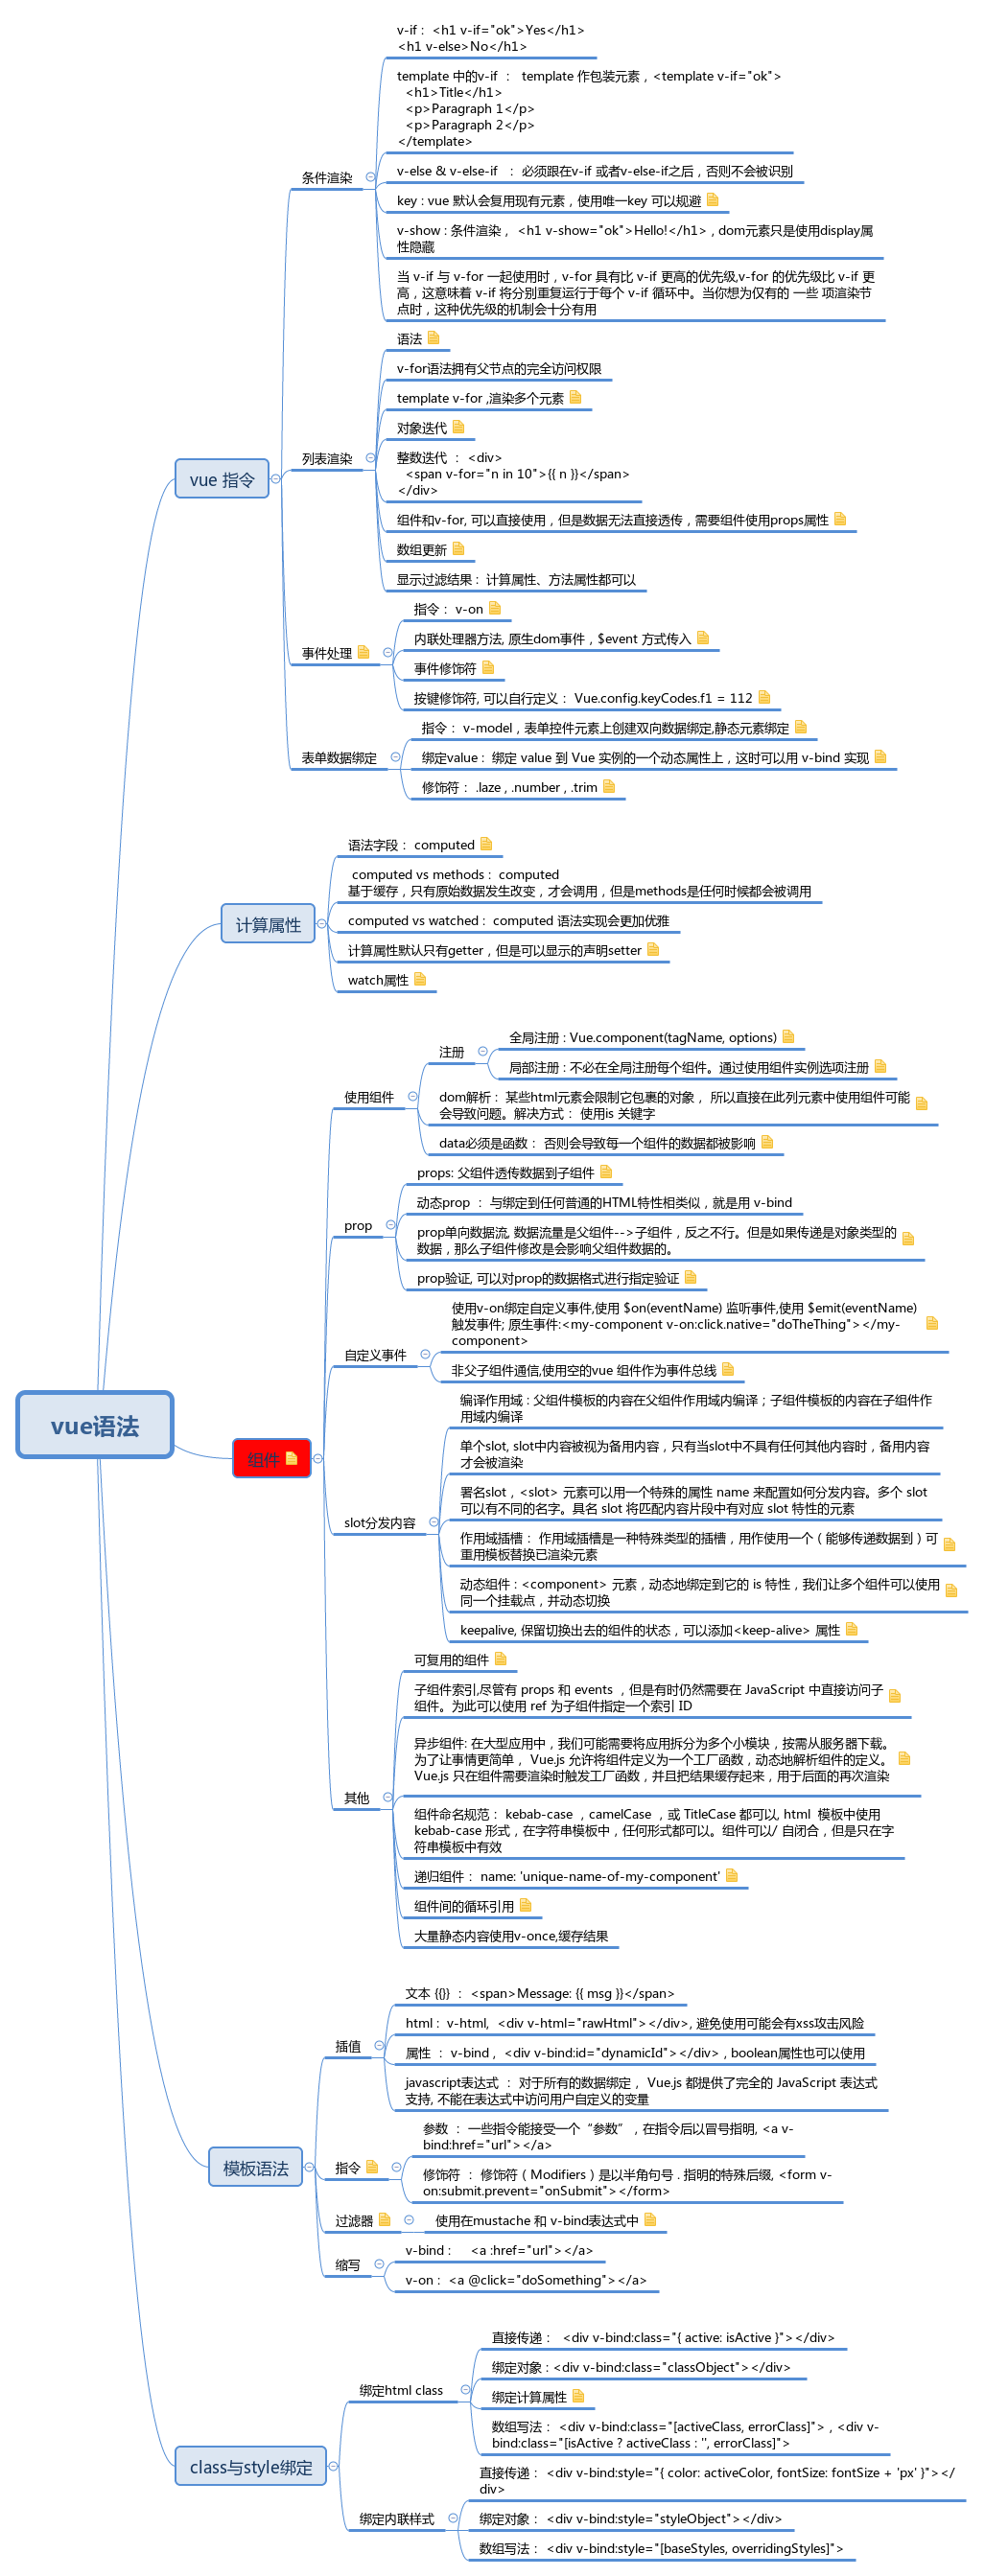 vue语法
vue 指令
条件渲染
v-if： <h1 v-if="ok">Yes</h1>
<h1 v-else>No</h1>
template 中的v-if ： template 作包装元素，<template v-if="ok">
<h1>Title</h1>
<p>Paragraph 1</p>
<p>Paragraph 2</p>
</template>
v-else & v-else-if ： 必须跟在v-if 或者v-else-if之后，否则不会被识别
key : vue 默认会复用现有元素，使用唯一key 可以规避
v-show : 条件渲染， <h1 v-show="ok">Hello!</h1> , dom元素只是使用display属
性隐藏
当 v-if 与 v-for 一起使用时，v-for 具有比 v-if 更高的优先级,v-for 的优先级比 v-if 更
高，这意味着 v-if 将分别重复运行于每个 v-if 循环中。当你想为仅有的 一些 项渲染节
点时，这种优先级的机制会十分有用
列表渲染
语法
v-for语法拥有父节点的完全访问权限
template v-for ,渲染多个元素
对象迭代
整数迭代 ：<div>
<span v-for="n in 10">{{ n }}</span>
</div>
组件和v-for, 可以直接使用，但是数据无法直接透传，需要组件使用props属性
数组更新
显示过滤结果： 计算属性、方法属性都可以
事件处理
指令： v-on
内联处理器方法, 原生dom事件，$event 方式传入
事件修饰符
按键修饰符, 可以自行定义： Vue.config.keyCodes.f1 = 112
表单数据绑定
指令： v-model，表单控件元素上创建双向数据绑定,静态元素绑定
绑定value： 绑定 value 到 Vue 实例的一个动态属性上，这时可以用 v-bind 实现
修饰符： .laze , .number , .trim
计算属性
语法字段： computed
computed vs methods： computed
基于缓存，只有原始数据发生改变，才会调用，但是methods是任何时候都会被调用
computed vs watched： computed 语法实现会更加优雅
计算属性默认只有getter，但是可以显示的声明setter
watch属性
组件
使用组件
注册
全局注册 : Vue.component(tagName, options)
局部注册 : 不必在全局注册每个组件。通过使用组件实例选项注册
dom解析： 某些html元素会限制它包裹的对象， 所以直接在此列元素中使用组件可能
会导致问题。解决方式： 使用is 关键字
data必须是函数： 否则会导致每一个组件的数据都被影响
prop
props: 父组件透传数据到子组件
动态prop ： 与绑定到任何普通的HTML特性相类似，就是用 v-bind
prop单向数据流, 数据流量是父组件-->子组件，反之不行。但是如果传递是对象类型的
数据，那么子组件修改是会影响父组件数据的。
prop验证, 可以对prop的数据格式进行指定验证
自定义事件
使用v-on绑定自定义事件,使用 $on(eventName) 监听事件,使用 $emit(eventName)
触发事件; 原生事件:<my-component v-on:click.native="doTheThing"></my-
component>
非父子组件通信,使用空的vue 组件作为事件总线
slot分发内容
编译作用域 : 父组件模板的内容在父组件作用域内编译；子组件模板的内容在子组件作
用域内编译
单个slot, slot中内容被视为备用内容，只有当slot中不具有任何其他内容时，备用内容
才会被渲染
署名slot，<slot> 元素可以用一个特殊的属性 name 来配置如何分发内容。多个 slot
可以有不同的名字。具名 slot 将匹配内容片段中有对应 slot 特性的元素
作用域插槽： 作用域插槽是一种特殊类型的插槽，用作使用一个（能够传递数据到）可
重用模板替换已渲染元素
动态组件：<component> 元素，动态地绑定到它的 is 特性，我们让多个组件可以使用
同一个挂载点，并动态切换
keepalive, 保留切换出去的组件的状态，可以添加<keep-alive> 属性
其他
可复用的组件
子组件索引,尽管有 props 和 events ，但是有时仍然需要在 JavaScript 中直接访问子
组件。为此可以使用 ref 为子组件指定一个索引 ID
异步组件: 在大型应用中，我们可能需要将应用拆分为多个小模块，按需从服务器下载。
为了让事情更简单， Vue.js 允许将组件定义为一个工厂函数，动态地解析组件的定义。
Vue.js 只在组件需要渲染时触发工厂函数，并且把结果缓存起来，用于后面的再次渲染
组件命名规范： kebab-case ，camelCase ，或 TitleCase 都可以, html 模板中使用
kebab-case 形式，在字符串模板中，任何形式都可以。组件可以/ 自闭合，但是只在字
符串模板中有效
递归组件： name: 'unique-name-of-my-component'
组件间的循环引用
大量静态内容使用v-once,缓存结果
模板语法
插值
文本 {{}} ： <span>Message: {{ msg }}</span>
html： v-html, <div v-html="rawHtml"></div>, 避免使用可能会有xss攻击风险
属性 ： v-bind， <div v-bind:id="dynamicId"></div> , boolean属性也可以使用
javascript表达式 ： 对于所有的数据绑定， Vue.js 都提供了完全的 JavaScript 表达式
支持, 不能在表达式中访问用户自定义的变量
指令
参数 ： 一些指令能接受一个“参数”，在指令后以冒号指明, <a v-
bind:href="url"></a>
修饰符 ： 修饰符（Modifiers）是以半角句号 . 指明的特殊后缀, <form v-
on:submit.prevent="onSubmit"></form>
过滤器
使用在mustache 和 v-bind表达式中
缩写
v-bind： <a :href="url"></a>
v-on： <a @click="doSomething"></a>
class与style绑定
绑定html class
直接传递： <div v-bind:class="{ active: isActive }"></div>
绑定对象 : <div v-bind:class="classObject"></div>
绑定计算属性
数组写法： <div v-bind:class="[activeClass, errorClass]"> , <div v-
bind:class="[isActive ? activeClass : '', errorClass]">
绑定内联样式
直接传递： <div v-bind:style="{ color: activeColor, fontSize: fontSize + 'px' }"></
div>
绑定对象： <div v-bind:style="styleObject"></div>
数组写法： <div v-bind:style="[baseStyles, overridingStyles]">